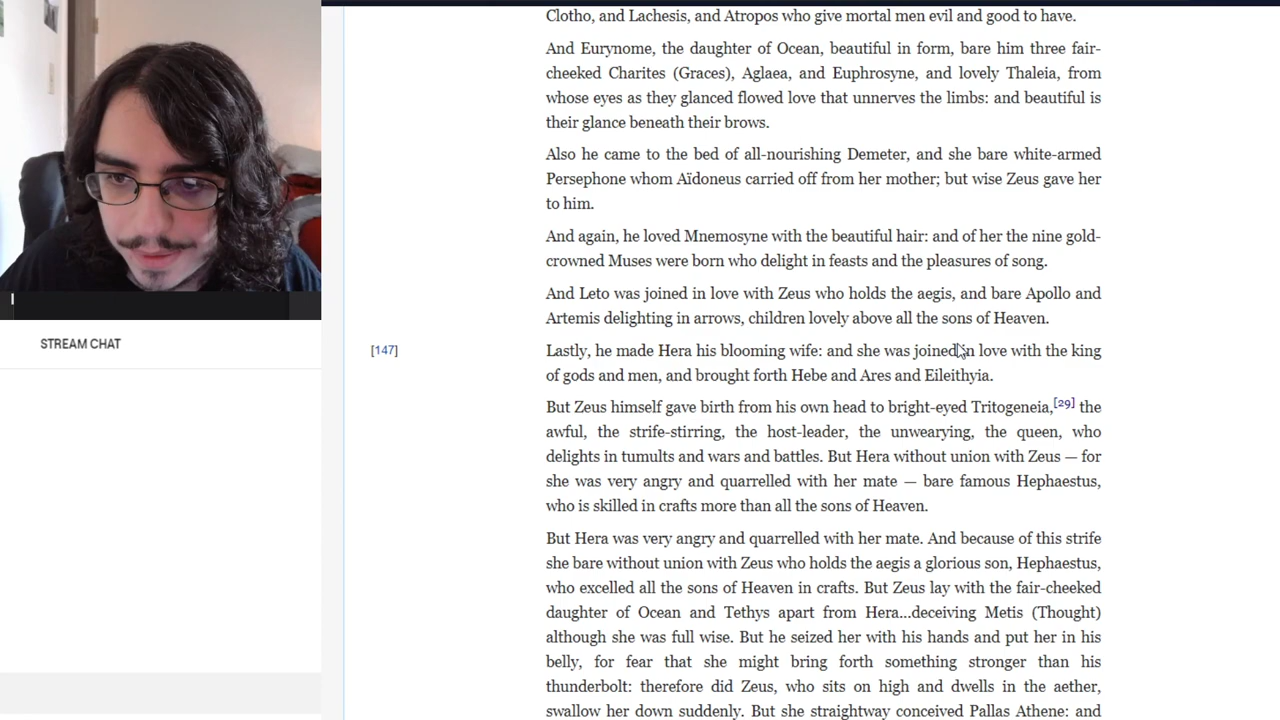 Clotho, and Lachesis, and Atropos who give mortal men evil and good to have.
And Eurynome, the daughter of Ocean, beautiful in form, bare him three fair-
cheeked Charites (Graces), Aglaea, and Euphrosyne, and lovely Thaleia, from
whose eyes as they glanced flowed love that unnerves the limbs: and beautiful is
their glance beneath their brows.
Also he came to the bed of all-nourishing Demeter, and she bare white-armed
Persephone whom Aïdoneus carried off from her mother; but wise Zeus gave her
to him.
And again, he loved Mnemosyne with the beautiful hair: and of her the nine gold-
crowned Muses were born who delight in feasts and the pleasures of song.
And Leto was joined in love with Zeus who holds the aegis, and bare Apollo and
Artemis delighting in arrows, children lovely above all the sons of Heaven.
[147] Lastly, he made Hera his blooming wife: and she was joined in love with the king
of gods and men, and brought forth Hebe and Ares and Eileithyia.
But Zeus himself gave birth from his own head to bright-eyed Tritogeneia,[29] the
awful, the strife-stirring, the host-leader, the unwearying, the queen, who
delights in tumults and wars and battles. But Hera without union with Zeus — for
she was very angry and quarrelled with her mate — bare famous Hephaestus,
who is skilled in crafts more than all the sons of Heaven.
But Hera was very angry and quarrelled with her mate. And because of this strife
she bare without union with Zeus who holds the aegis a glorious son, Hephaestus,
who excelled all the sons of Heaven in crafts. But Zeus lay with the fair-cheeked
daughter of Ocean and Tethys apart from Hera...deceiving Metis (Thought)
although she was full wise. But he seized her with his hands and put her in his
belly, for fear that she might bring forth something stronger than his
thunderbolt: therefore did Zeus, who sits on high and dwells in the aether,
swallow her down suddenly. But she straightway conceived Pallas Athene: and
STREAM CHAT